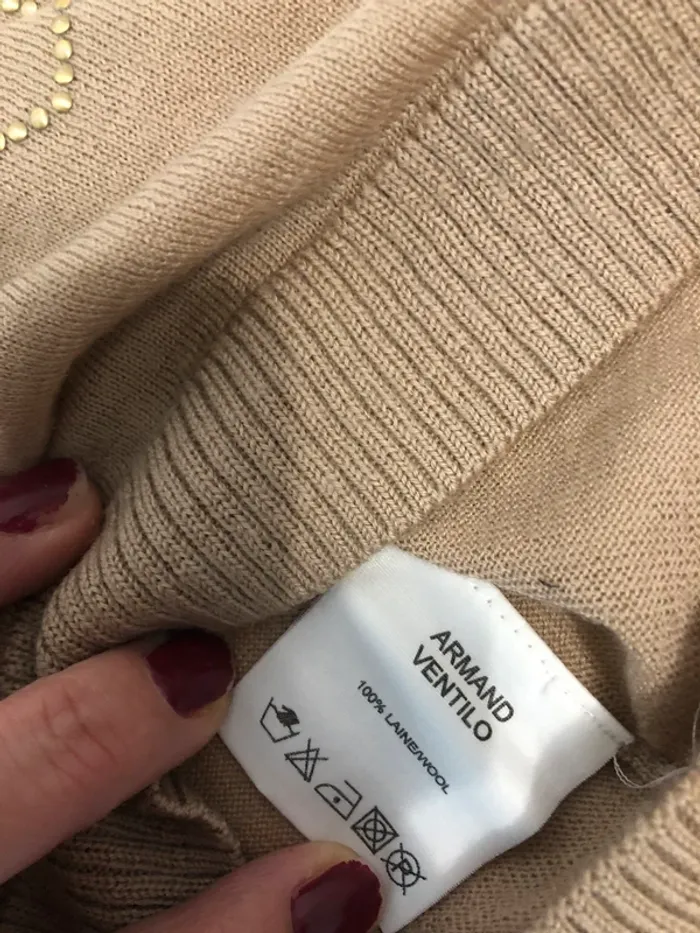 ARMAND
VENTILO
100% LAINE/WOOL
P